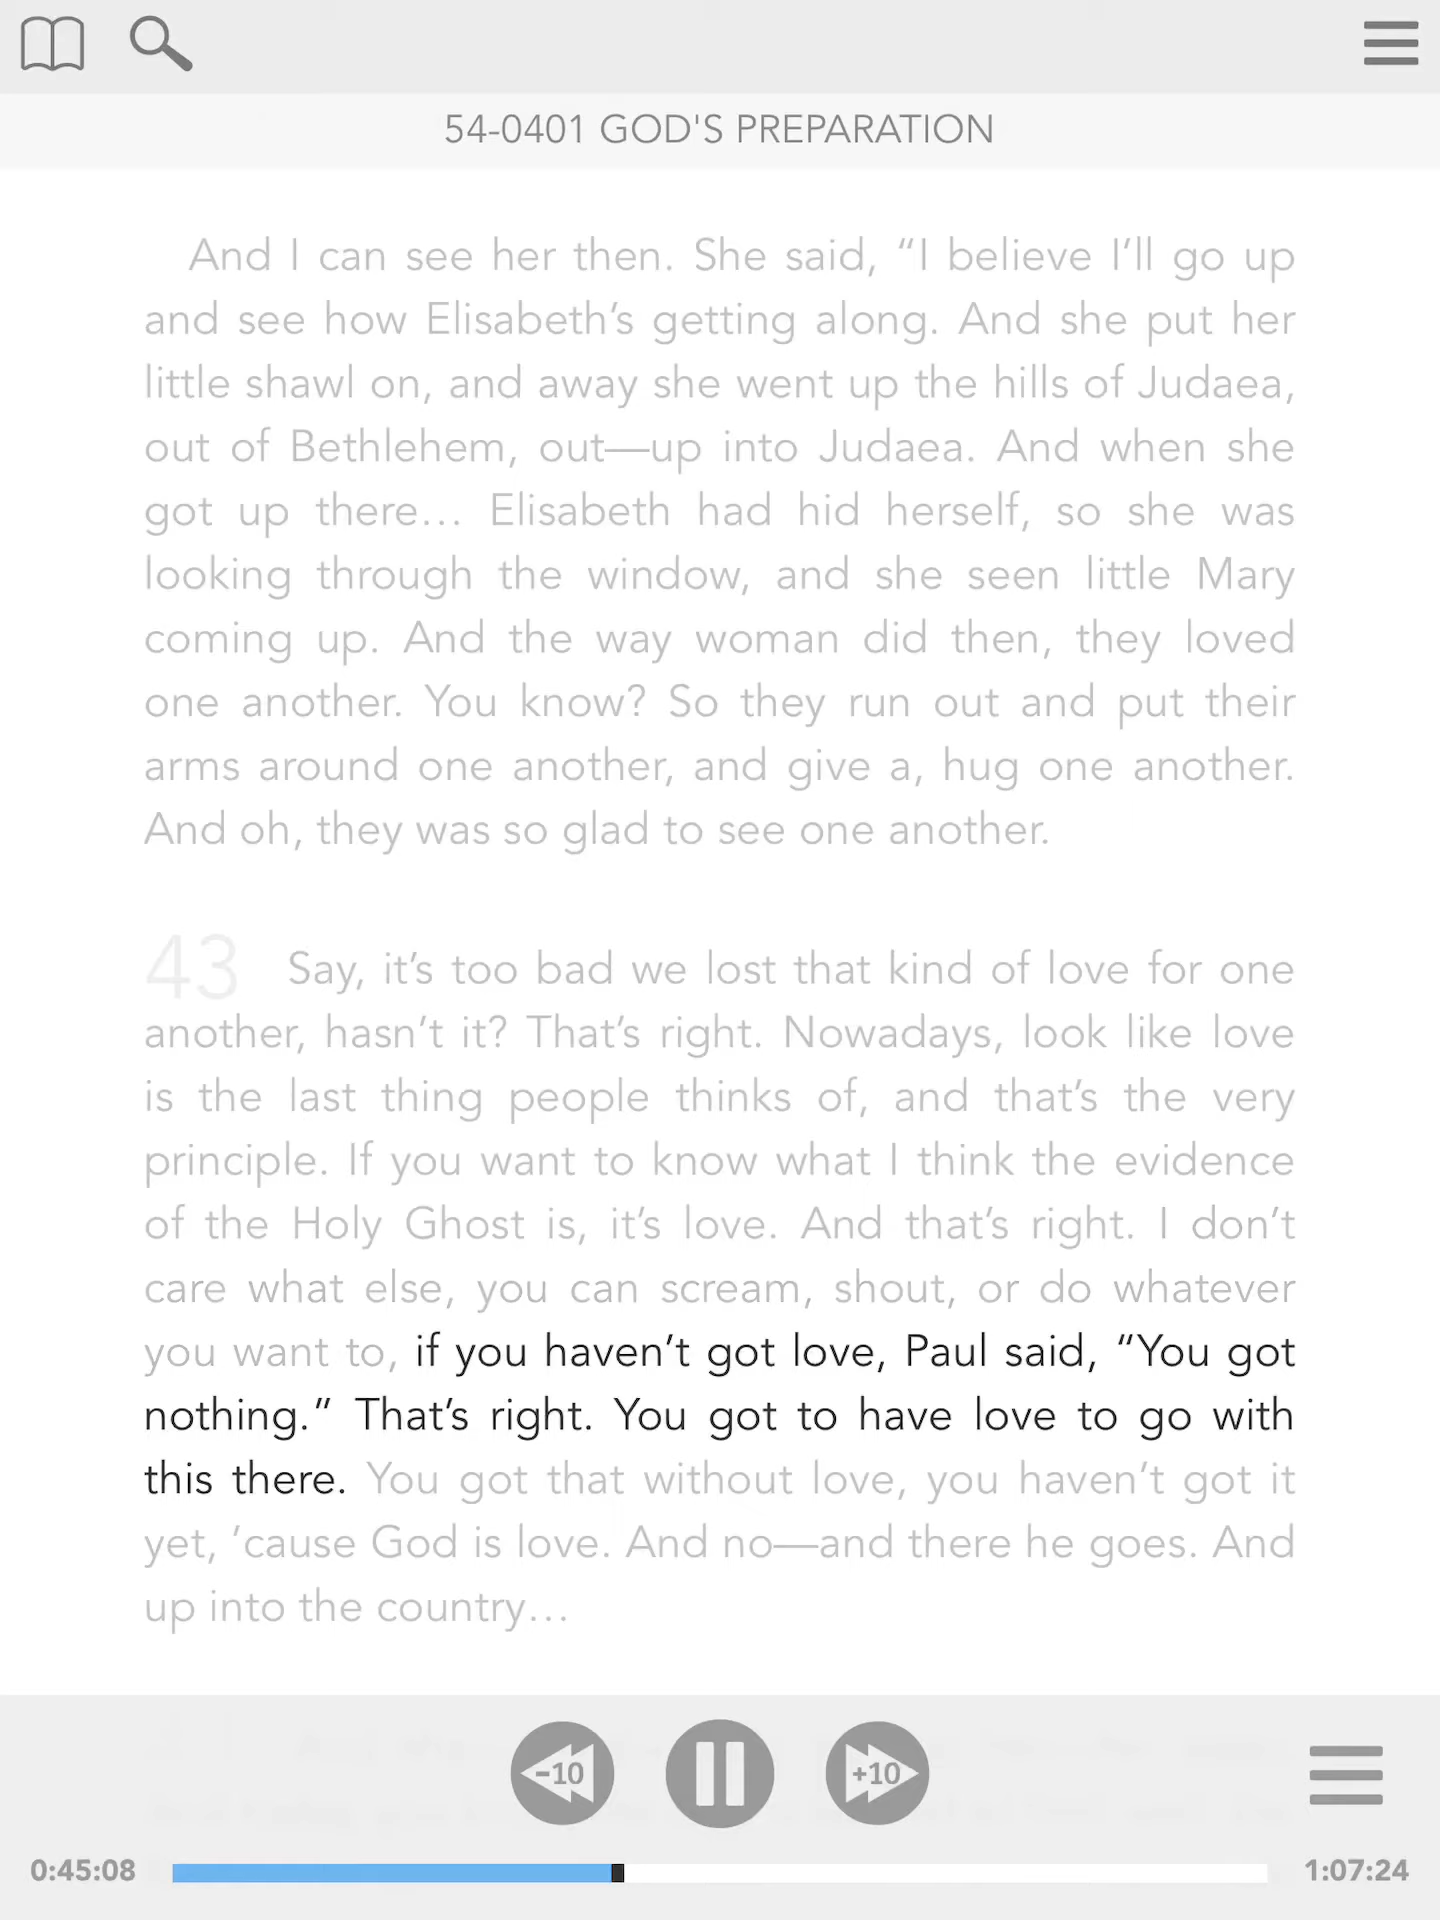 54-0401 GOD'S PREPARATION
And I can see her then. She said, “I believe I’ll go up
and see how Elisabeth’s getting along. And she put her
little shawl on, and away she went up the hills of Judaea,
out of Bethlehem, out—up into Judaea. And when she
got up there… Elisabeth had hid herself, so she was
looking through the window, and she seen little Mary
coming up. And the way woman did then, they loved
one another. You know? So they run out and put their
arms around one another, and give a, hug one another.
And oh, they was so glad to see one another.
43 Say, it’s too bad we lost that kind of love for one
another, hasn’t it? That’s right. Nowadays, look like love
is the last thing people thinks of, and that’s the very
principle. If you want to know what I think the evidence
of the Holy Ghost is, it’s love. And that’s right. I don’t
care what else, you can scream, shout, or do whatever
you want to, if you haven’t got love, Paul said, “You got
nothing.” That’s right. You got to have love to go with
this there. You got that without love, you haven’t got it
yet, ’cause God is love. And no—and there he goes. And
up into the country…
-10 +10
0:45:08 1:07:24